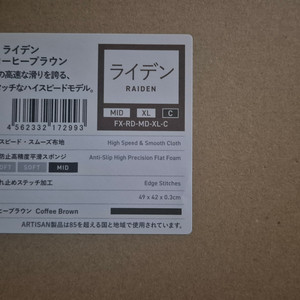 ライデン
ーヒーブラウン
の高速な滑りを誇る、
タッチなハイスピードモデル。
4 562332 172993
ライデン
RAIDEN
MID XL C
FX-RD-MD-XL-C
スピード・スムーズ布地 High Speed & Smooth Cloth
防止高精度平滑スポンジ Anti-Slip High Precision Flat Foam
SOFT MID
れ止めステッチ加工 Edge Stitches
49 x 42 x 0.3cm
ヒーブラウン Coffee Brown
ARTISAN製品は85を超える国と地域で使用されています。